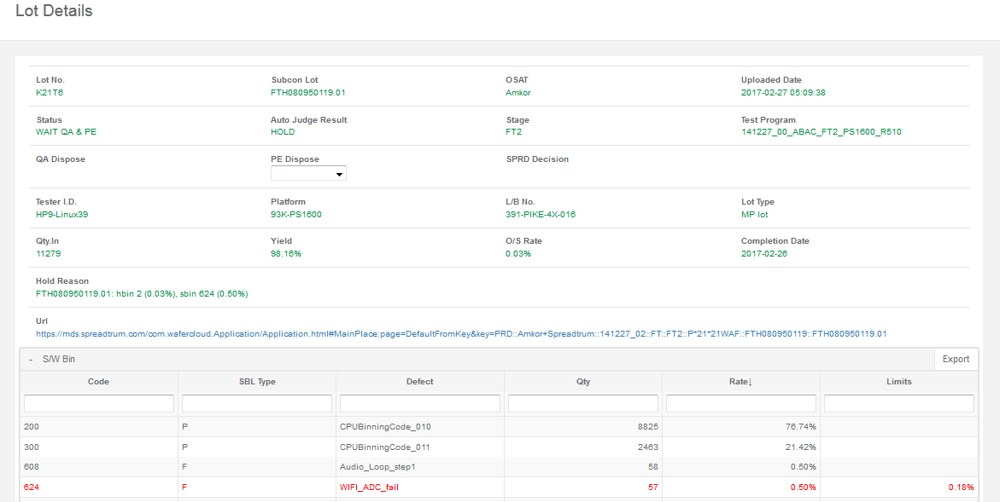 Lot Details
Lot No. Subcon Lot OSAT Uploaded Date
K21T6 FTH080950119.01 Amkor 2017-02-27 05:09:38
Status Auto Judge Result Stage Test Program
WAIT QA & PE HOLD FT2 141227_00_ABAC_FT2_PS1600_R510
QA Dispose PE Dispose SPRD Decision
Tester I.D. Platform L/B No. Lot Type
HP9-Linux39 93K-PS1600 391-PIKE-4X-016 MP lot
Qty.In Yield O/S Rate Completion Date
11279 98.16% 0.03% 2017-02-26
Hold Reason
FTH080950119.01: hbin 2 (0.03%), sbin 624 (0.50%)
Url
https://mds.spreadtrum.com/com.wafercloud.Application/Application.html#MainPlace:page=DefaultFromKey&key=PRD::Amkor+Spreadtrum::141227_02::FT::FT2::P*21*21WAF::FTH080950119::FTH080950119.01
- S/W Bin Export
Code SBL Type Defect Qty Rate↓ Limits
200 P CPUBinningCode_010 8825 76.74%
300 P CPUBinningCode_011 2463 21.42%
608 F Audio_Loop_step1 58 0.50%
624 F WIFI_ADC_fail 57 0.50% 0.18%